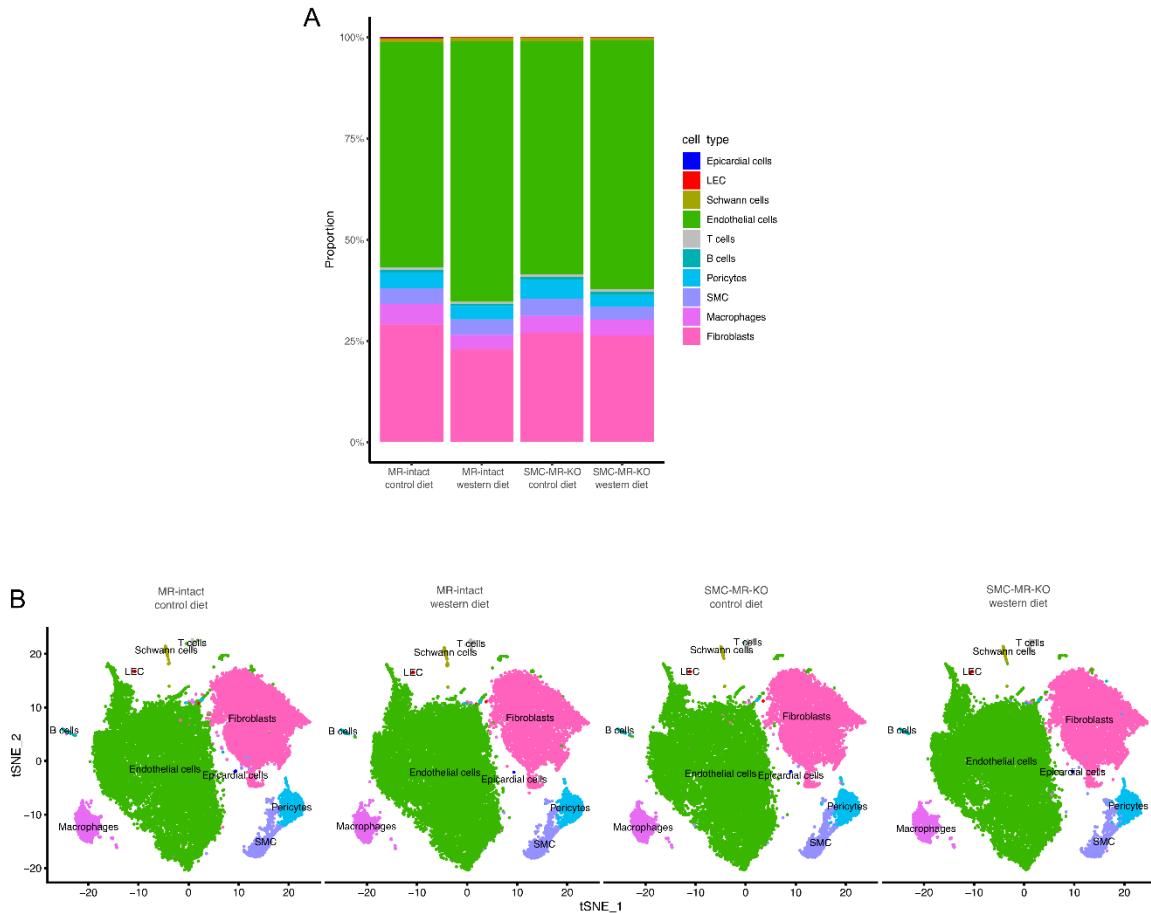 A
100%
75%
50%
25%
0%
Proportion
MR-intact
control diet
MR-intact
western diet
SMC-MR-KO
control diet
SMC-MR-KO
western diet
cell type
Epicardial cells
LEC
Schwann cells
Endothelial cells
T cells
B cells
Pericytes
SMC
Macrophages
Fibroblasts
B
MR-intact
control diet
MR-intact
western diet
SMC-MR-KO
control diet
SMC-MR-KO
western diet
tSNE_2
20
10
0
−10
−20
T cells
Schwann cells
LEC
Fibroblasts
B cells
Endothelial cells
Epicardial cells
Pericytes
Macrophages
SMC
T cells
Schwann cells
LEC
Fibroblasts
B cells
Endothelial cells
Epicardial cells
Pericytes
Macrophages
SMC
T cells
Schwann cells
LEC
Fibroblasts
B cells
Endothelial cells
Epicardial cells
Pericytes
Macrophages
SMC
T cells
Schwann cells
LEC
Fibroblasts
B cells
Endothelial cells
Epicardial cells
Pericytes
Macrophages
SMC
−20 −10 0 10 20
−20 −10 0 10 20
−20 −10 0 10 20
−20 −10 0 10 20
tSNE_1